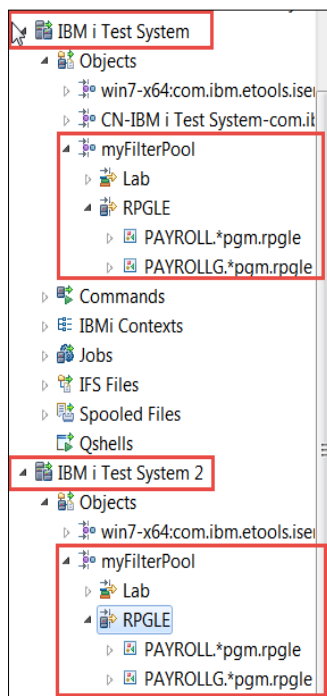 IBM i Test System
Objects
win7-x64:com.ibm.etools.iser
CN-IBM i Test System-com.ib
myFilterPool
Lab
RPGLE
PAYROLL.*pgm.rpgle
PAYROLLG.*pgm.rpgle
Commands
IBMi Contexts
Jobs
IFS Files
Spooled Files
Qshells
IBM i Test System 2
Objects
win7-x64:com.ibm.etools.iser
myFilterPool
Lab
RPGLE
PAYROLL.*pgm.rpgle
PAYROLLG.*pgm.rpgle